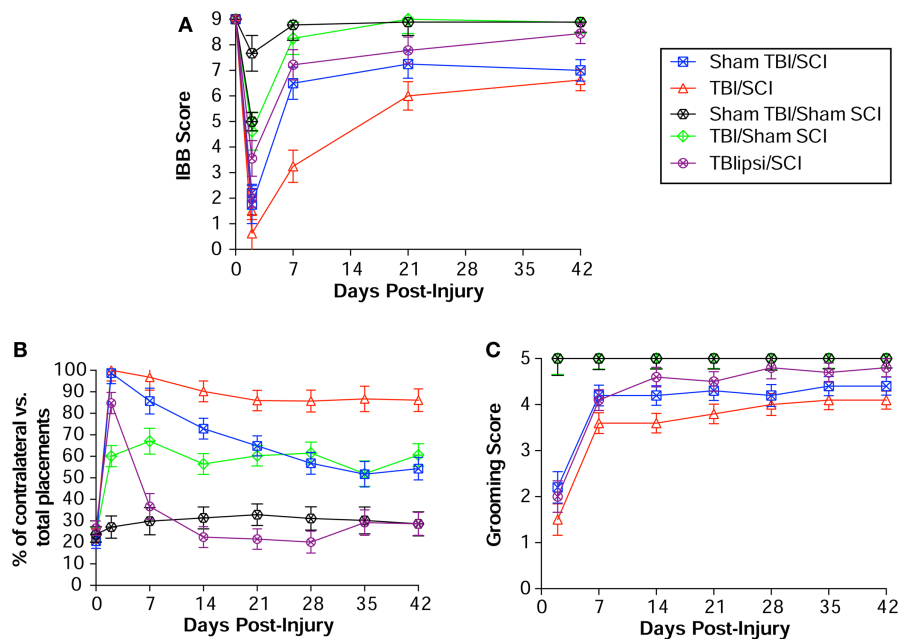 A
IBB Score
9
8
7
6
5
4
3
2
1
0
0 7 14 21 28 35 42
Days Post-Injury
Sham TBI/SCI
TBI/SCI
Sham TBI/Sham SCI
TBI/Sham SCI
TBIipsi/SCI
B
% of contralateral vs.
total placements
100
90
80
70
60
50
40
30
20
10
0
0 7 14 21 28 35 42
Days Post-Injury
C
Grooming Score
5
4
3
2
1
0
0 7 14 21 28 35 42
Days Post-Injury